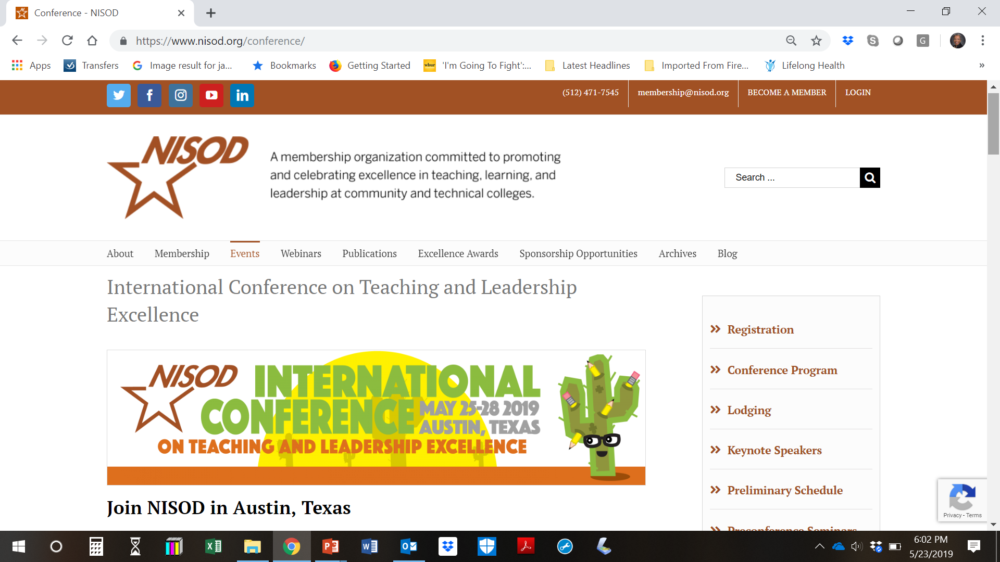 Conference - NISOD
https://www.nisod.org/conference/
S
G
Apps
Transfers
Image result for ja...
Bookmarks
Getting Started
wbur
'I'm Going To Fight':...
Latest Headlines
Imported From Fire...
Lifelong Health
»
(512) 471-7545
membership@nisod.org
BECOME A MEMBER
LOGIN
NISOD
A membership organization committed to promoting
and celebrating excellence in teaching, learning, and
leadership at community and technical colleges.
Search ...
About
Membership
Events
Webinars
Publications
Excellence Awards
Sponsorship Opportunities
Archives
Blog
International Conference on Teaching and Leadership
Excellence
NISOD
INTERNATIONAL
CONFERENCE
MAY 25-28 2019
AUSTIN, TEXAS
ON TEACHING AND LEADERSHIP EXCELLENCE
Join NISOD in Austin, Texas
Registration
Conference Program
Lodging
Keynote Speakers
Preliminary Schedule
Preconference Seminars
Privacy - Terms
6:02 PM
5/23/2019